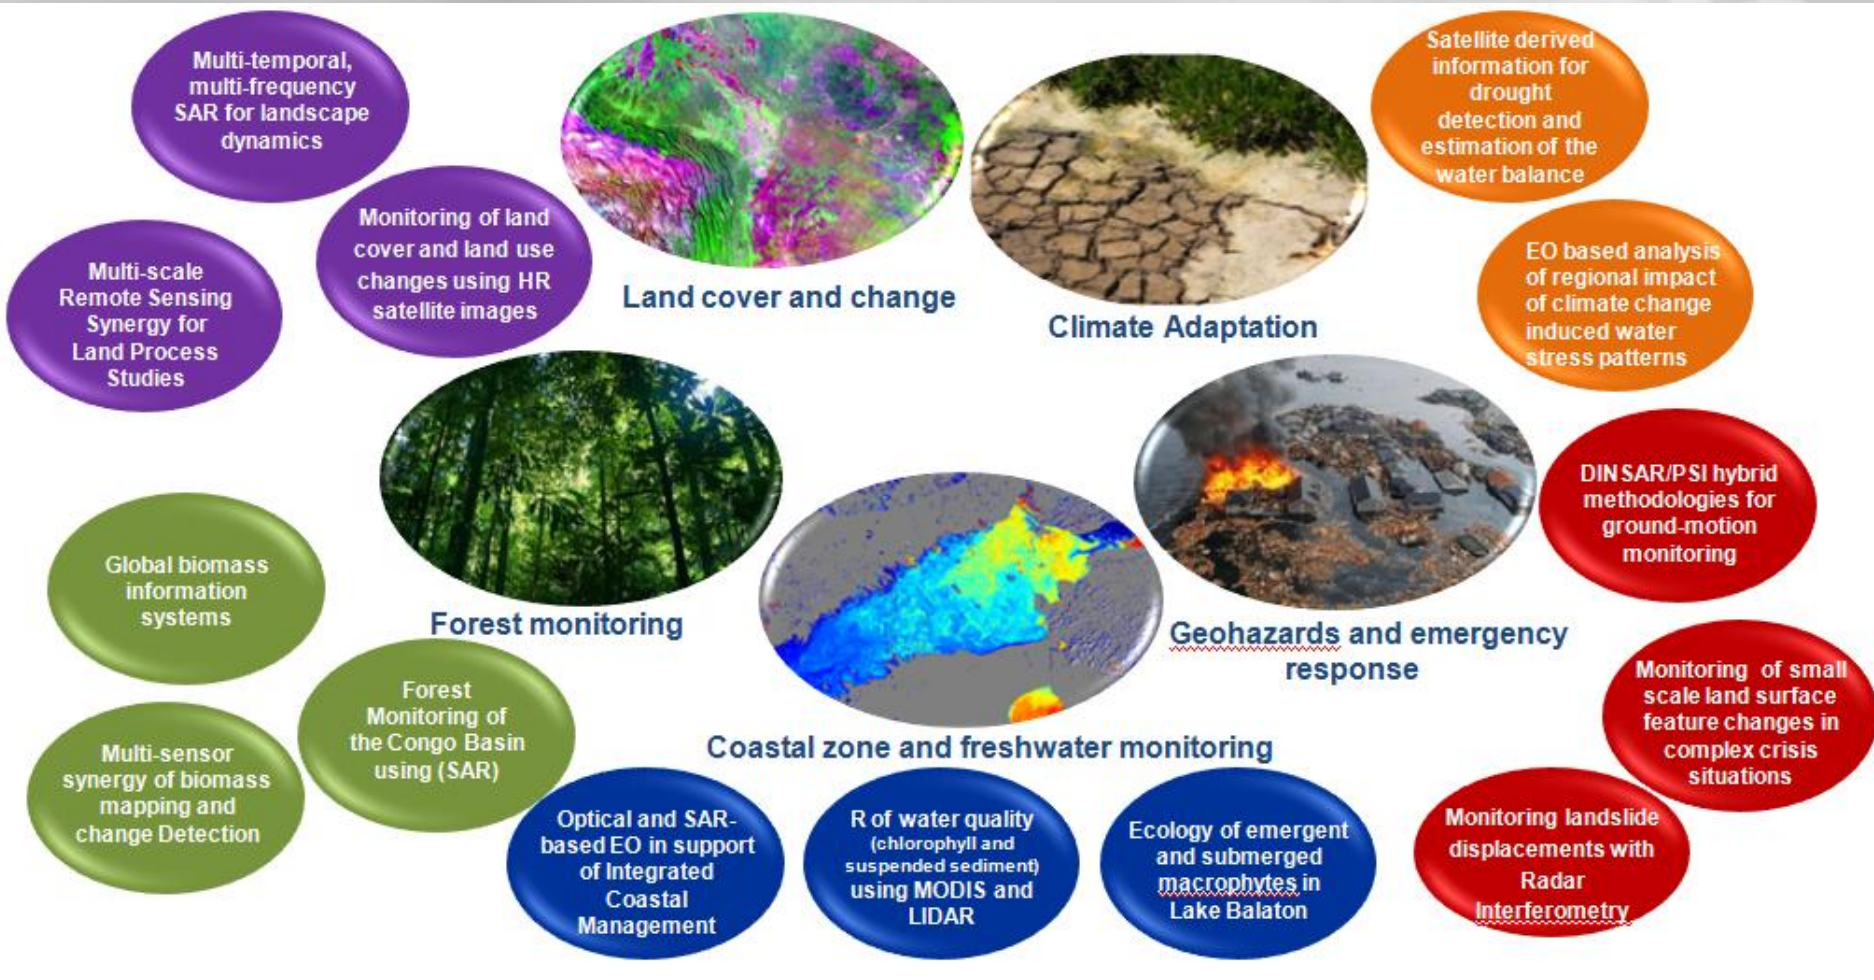 Multi-temporal,
multi-frequency
SAR for landscape
dynamics
Monitoring of land
cover and land use
changes using HR
satellite images
Multi-scale
Remote Sensing
Synergy for
Land Process
Studies
Land cover and change
Climate Adaptation
Satellite derived
information for
drought
detection and
estimation of the
water balance
EO based analysis
of regional impact
of climate change
induced water
stress patterns
Forest monitoring
Global biomass
information
systems
Forest
Monitoring of
the Congo Basin
using (SAR)
Multi-sensor
synergy of biomass
mapping and
change Detection
Geohazards and emergency
response
DINSAR/PSI hybrid
methodologies for
ground-motion
monitoring
Monitoring of small
scale land surface
feature changes in
complex crisis
situations
Monitoring landslide
displacements with
Radar
Interferometry
Coastal zone and freshwater monitoring
Optical and SAR-
based EO in support
of Integrated
Coastal
Management
R of water quality
(chlorophyll and
suspended sediment)
using MODIS and
LIDAR
Ecology of emergent
and submerged
macrophytes in
Lake Balaton